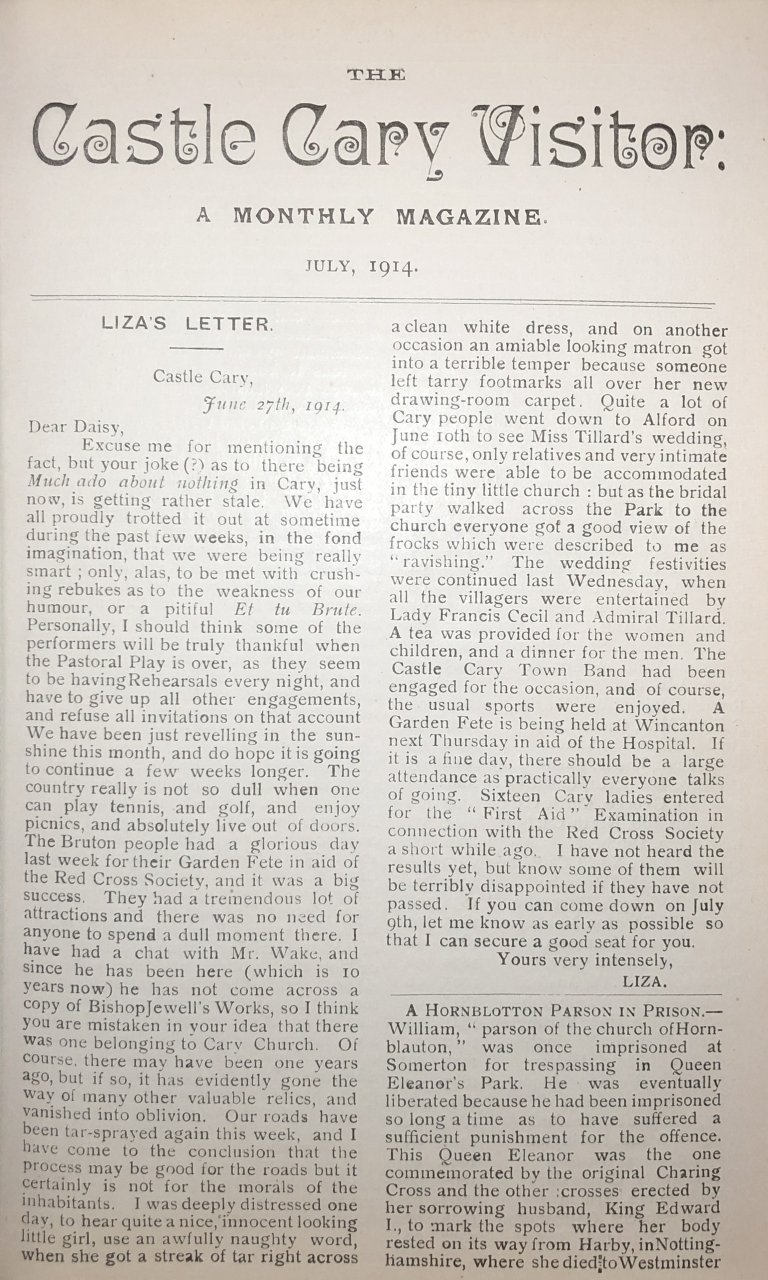 THE
Castle Cary Visitor:
A MONTHLY MAGAZINE.
JULY, 1914.
LIZA'S LETTER.
Castle Cary,
June 27th, 1914.
Dear Daisy,
Excuse me for mentioning the
fact, but your joke (?) as to there being
Much ado about nothing in Cary, just
now, is getting rather stale. We have
all proudly trotted it out at sometime
during the past few weeks, in the fond
imagination, that we were being really
smart ; only, alas, to be met with crush-
ing rebukes as to the weakness of our
humour, or a pitiful Et tu Brute.
Personally, I should think some of the
performers will be truly thankful when
the Pastoral Play is over, as they seem
to be having Rehearsals every night, and
have to give up all other engagements,
and refuse all invitations on that account
We have been just revelling in the sun-
shine this month, and do hope it is going
to continue a few weeks longer. The
country really is not so dull when one
can play tennis, and golf, and enjoy
picnics, and absolutely live out of doors.
The Bruton people had a glorious day
last week for their Garden Fete in aid of
the Red Cross Society, and it was a big
success. They had a tremendous lot of
attractions and there was no need for
anyone to spend a dull moment there. I
have had a chat with Mr. Wake, and
since he has been here (which is 10
years now) he has not come across a
copy of Bishop Jewell's Works, so I think
you are mistaken in your idea that there
was one belonging to Cary Church. Of
course, there may have been one years
ago, but if so, it has evidently gone the
way of many other valuable relics, and
vanished into oblivion. Our roads have
been tar-sprayed again this week, and I
have come to the conclusion that the
process may be good for the roads but it
certainly is not for the morals of the
inhabitants. I was deeply distressed one
day, to hear quite a nice, innocent looking
little girl, use an awfully naughty word,
when she got a streak of tar right across
a clean white dress, and on another
occasion an amiable looking matron got
into a terrible temper because someone
left tarry footmarks all over her new
drawing-room carpet. Quite a lot of
Cary people went down to Alford on
June 10th to see Miss Tillard's wedding,
of course, only relatives and very intimate
friends were able to be accommodated
in the tiny little church : but as the bridal
party walked across the Park to the
church everyone got a good view of the
frocks which were described to me as
"ravishing." The wedding festivities
were continued last Wednesday, when
all the villagers were entertained by
Lady Francis Cecil and Admiral Tillard.
A tea was provided for the women and
children, and a dinner for the men. The
Castle Cary Town Band had been
engaged for the occasion, and of course,
the usual sports were enjoyed. A
Garden Fete is being held at Wincanton
next Thursday in aid of the Hospital. If
it is a fine day, there should be a large
attendance as practically everyone talks
of going. Sixteen Cary ladies entered
for the "First Aid" Examination in
connection with the Red Cross Society
a short while ago. I have not heard the
results yet, but know some of them will
be terribly disappointed if they have not
passed. If you can come down on July
9th, let me know as early as possible so
that I can secure a good seat for you.
Yours very intensely,
LIZA.
A HORNBLOTTON PARSON IN PRISON.—
William, "parson of the church of Horn-
blauton," was once imprisoned at
Somerton for trespassing in Queen
Eleanor's Park. He was eventually
liberated because he had been imprisoned
so long a time as to have suffered a
sufficient punishment for the offence.
This Queen Eleanor was the one
commemorated by the original Charing
Cross and the other crosses erected by
her sorrowing husband, King Edward
I., to mark the spots where her body
rested on its way from Harby, in Notting-
hamshire, where she died to Westminster